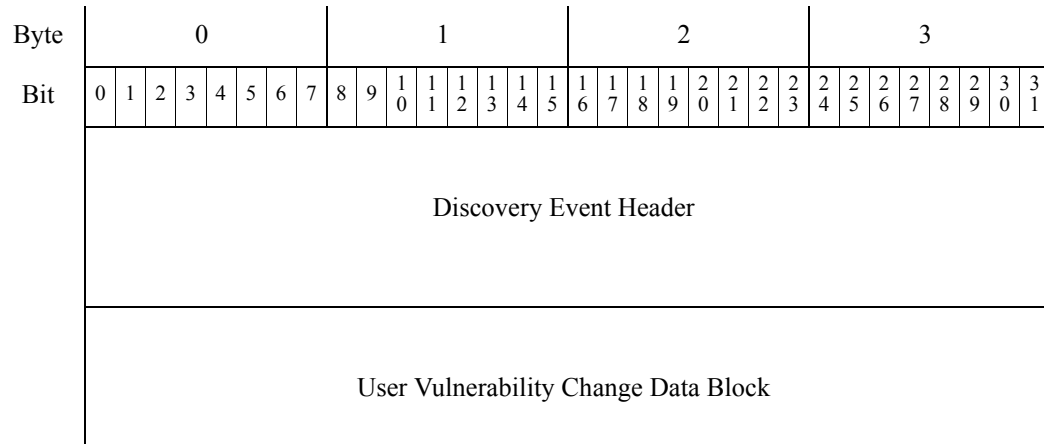 Byte 0 1 2 3
Bit 0 1 2 3 4 5 6 7 8 9 10 11 12 13 14 15 16 17 18 19 20 21 22 23 24 25 26 27 28 29 30 31
Discovery Event Header
User Vulnerability Change Data Block